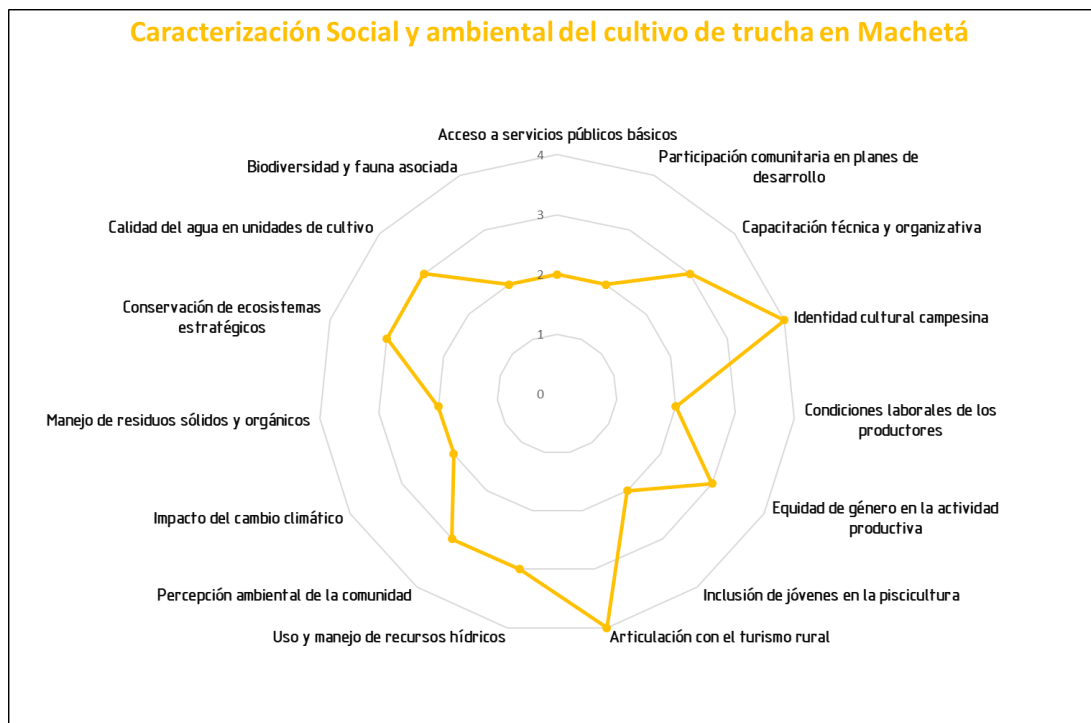 Caracterización Social y ambiental del cultivo de trucha en Machetá
Acceso a servicios públicos básicos
Participación comunitaria en planes de
desarrollo
Capacitación técnica y organizativa
Identidad cultural campesina
Condiciones laborales de los
productores
Equidad de género en la actividad
productiva
Inclusión de jóvenes en la piscicultura
Articulación con el turismo rural
Uso y manejo de recursos hídricos
Percepción ambiental de la comunidad
Impacto del cambio climático
Manejo de residuos sólidos y orgánicos
Conservación de ecosistemas
estratégicos
Calidad del agua en unidades de cultivo
Biodiversidad y fauna asociada
4
3
2
1
0